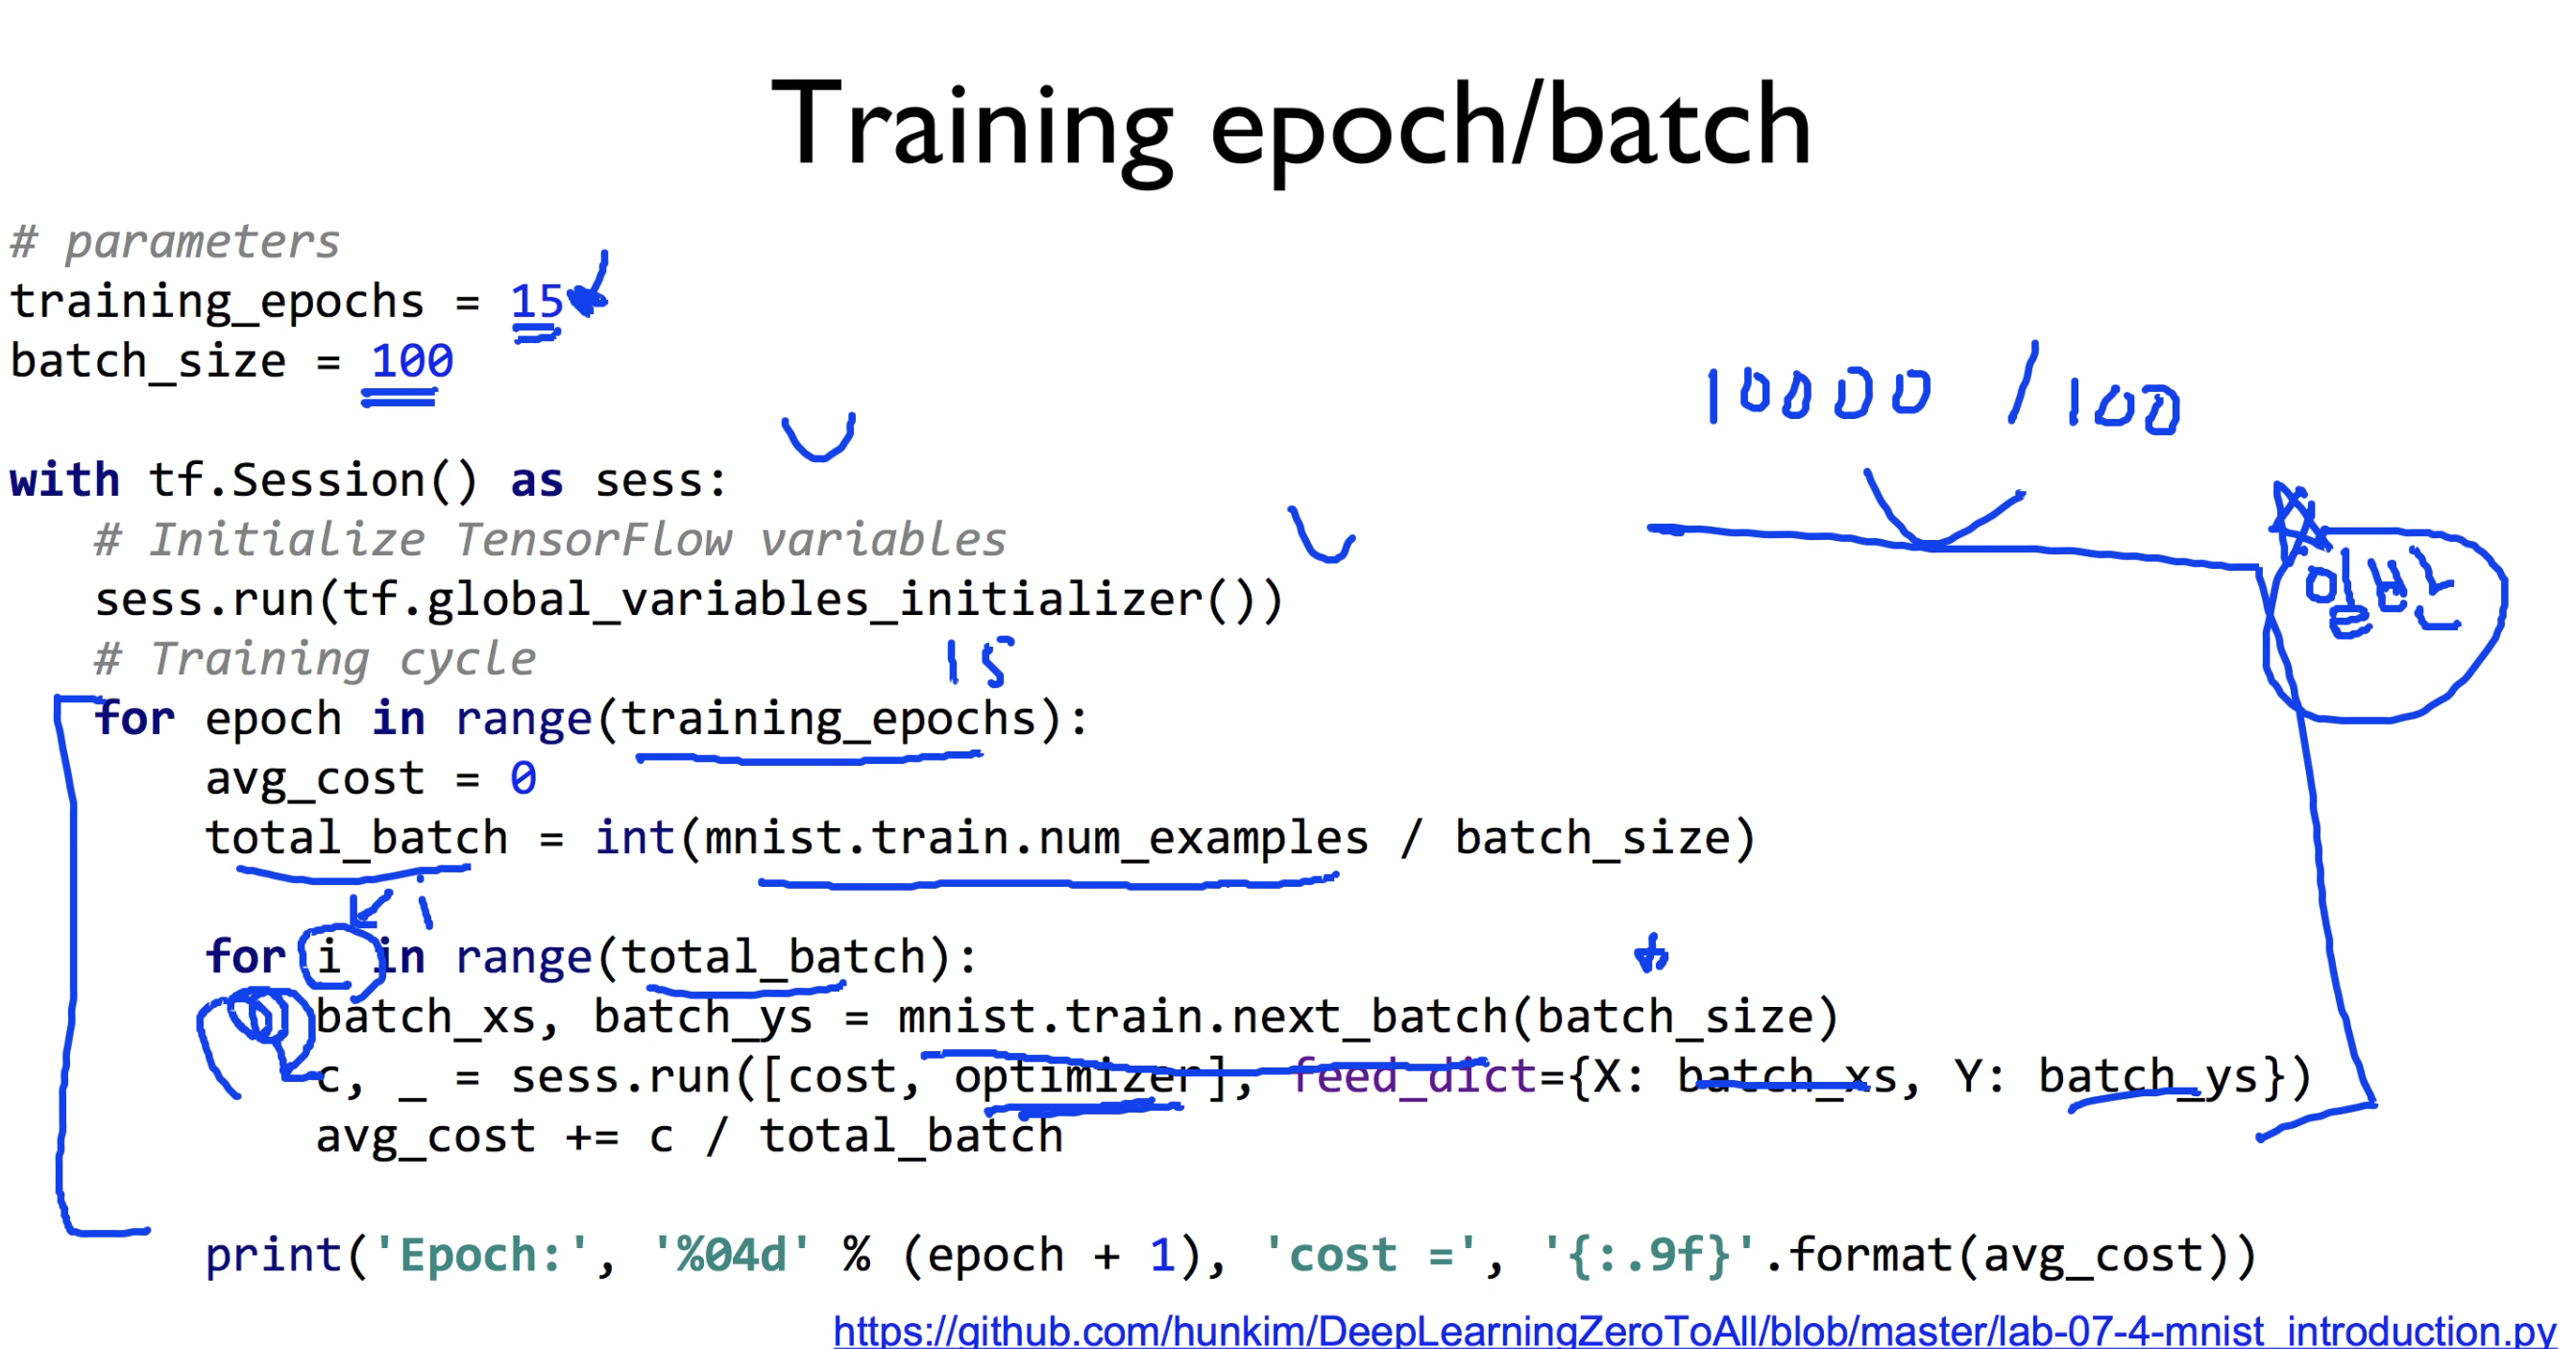 Training epoch/batch
# parameters
training_epochs = 15
batch_size = 100
10000 / 100
with tf.Session() as sess:
# Initialize TensorFlow variables
sess.run(tf.global_variables_initializer())
# Training cycle
15
for epoch in range(training_epochs):
avg_cost = 0
total_batch = int(mnist.train.num_examples / batch_size)
for i in range(total_batch):
batch_xs, batch_ys = mnist.train.next_batch(batch_size)
c, _ = sess.run([cost, optimizer], feed_dict={X: batch_xs, Y: batch_ys})
avg_cost += c / total_batch
print('Epoch:', '%04d' % (epoch + 1), 'cost =', '{:.9f}'.format(avg_cost))
https://github.com/hunkim/DeepLearningZeroToAll/blob/master/lab-07-4-mnist_introduction.py